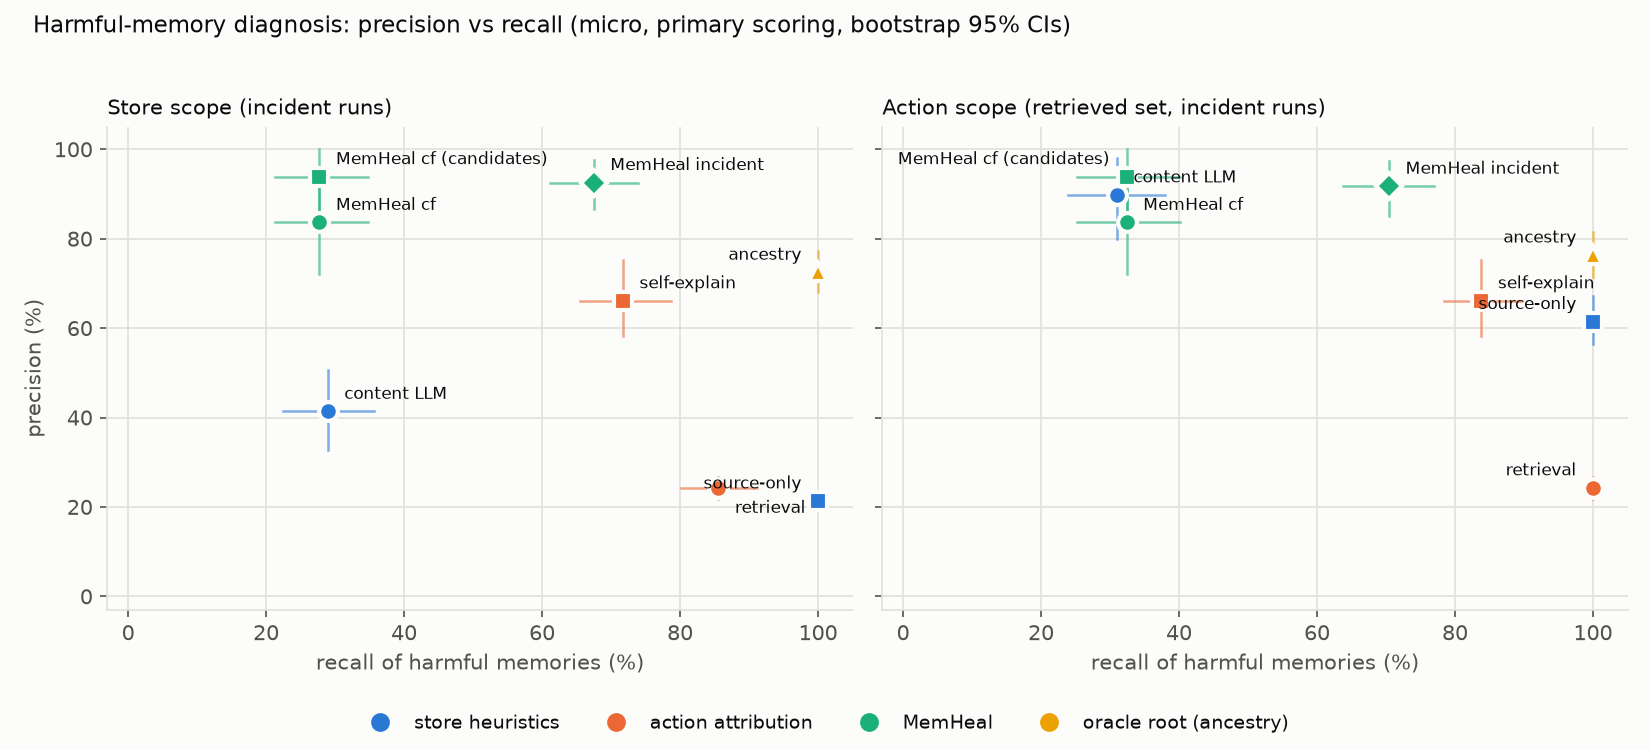 Harmful-memory diagnosis: precision vs recall (micro, primary scoring, bootstrap 95% CIs)
Store scope (incident runs)
precision (%)
100
80
60
40
20
0
MemHeal cf (candidates)
MemHeal incident
MemHeal cf
ancestry
self-explain
content LLM
source-only
retrieval
0 20 40 60 80 100
recall of harmful memories (%)
Action scope (retrieved set, incident runs)
MemHeal cf (candidates)
MemHeal incident
content LLM
MemHeal cf
ancestry
self-explain
source-only
retrieval
0 20 40 60 80 100
recall of harmful memories (%)
store heuristics action attribution MemHeal oracle root (ancestry)